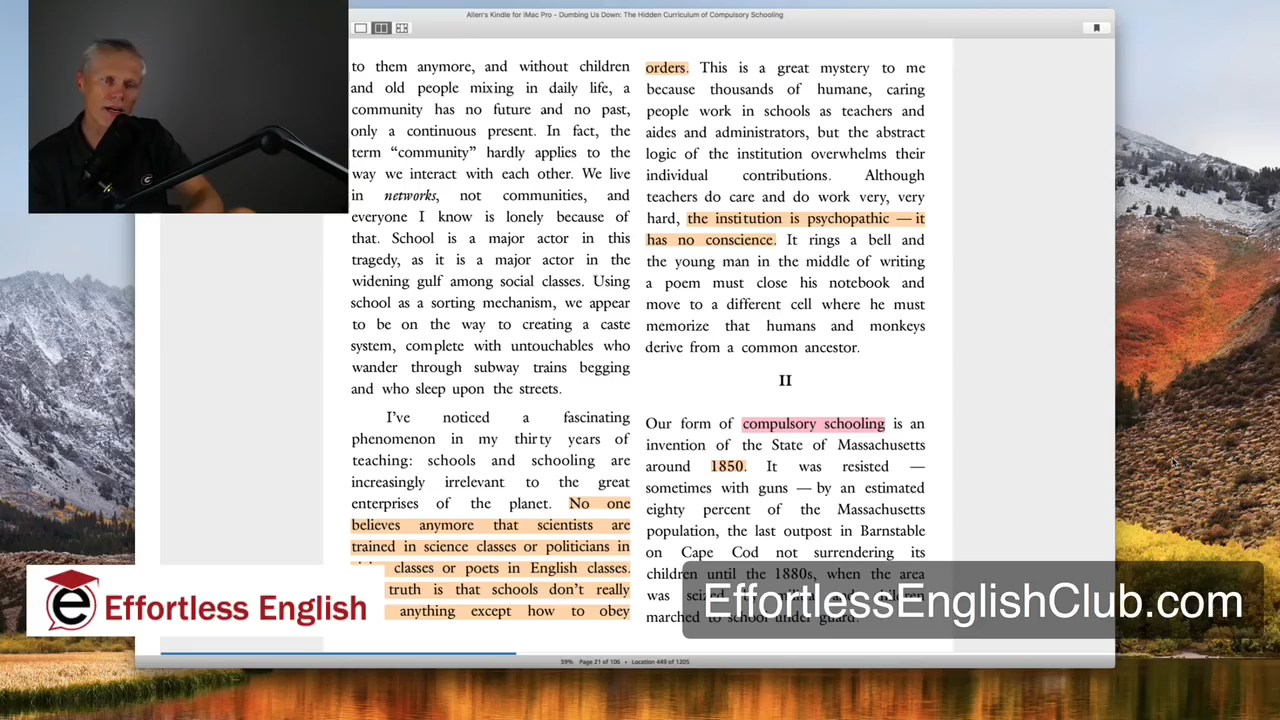 Allen's Kindle for iMac Pro - Dumbing Us Down: The Hidden Curriculum of Compulsory Schooling
to them anymore, and without children
and old people mixing in daily life, a
community has no future and no past,
only a continuous present. In fact, the
term “community” hardly applies to the
way we interact with each other. We live
in networks, not communities, and
everyone I know is lonely because of
that. School is a major actor in this
tragedy, as it is a major actor in the
widening gulf among social classes. Using
school as a sorting mechanism, we appear
to be on the way to creating a caste
system, complete with untouchables who
wander through subway trains begging
and who sleep upon the streets.
I’ve noticed a fascinating
phenomenon in my thirty years of
teaching: schools and schooling are
increasingly irrelevant to the great
enterprises of the planet. No one
believes anymore that scientists are
trained in science classes or politicians in
classes or poets in English classes.
truth is that schools don’t really
anything except how to obey
orders. This is a great mystery to me
because thousands of humane, caring
people work in schools as teachers and
aides and administrators, but the abstract
logic of the institution overwhelms their
individual contributions. Although
teachers do care and do work very, very
hard, the institution is psychopathic — it
has no conscience. It rings a bell and
the young man in the middle of writing
a poem must close his notebook and
move to a different cell where he must
memorize that humans and monkeys
derive from a common ancestor.
II
Our form of compulsory schooling is an
invention of the State of Massachusetts
around 1850. It was resisted —
sometimes with guns — by an estimated
eighty percent of the Massachusetts
population, the last outpost in Barnstable
on Cape Cod not surrendering its
children until the 1880s, when the area
was
marched to school under guard.
e Effortless English
EffortlessEnglishClub.com
39% Page 21 of 106 • Location 449 of 1205